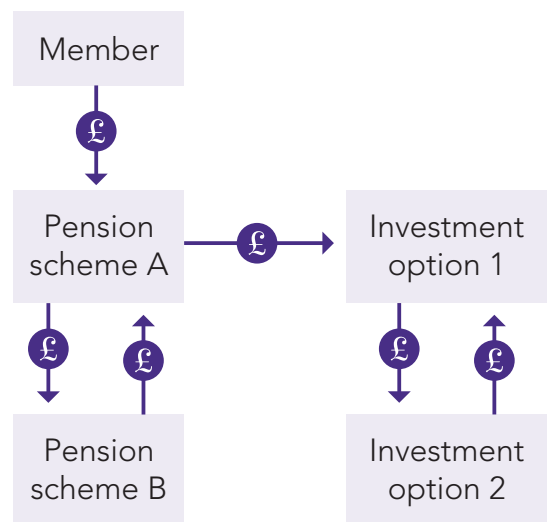 Member
£
Pension
scheme A
£
Investment
option 1
£
£
£
£
Pension
scheme B
Investment
option 2